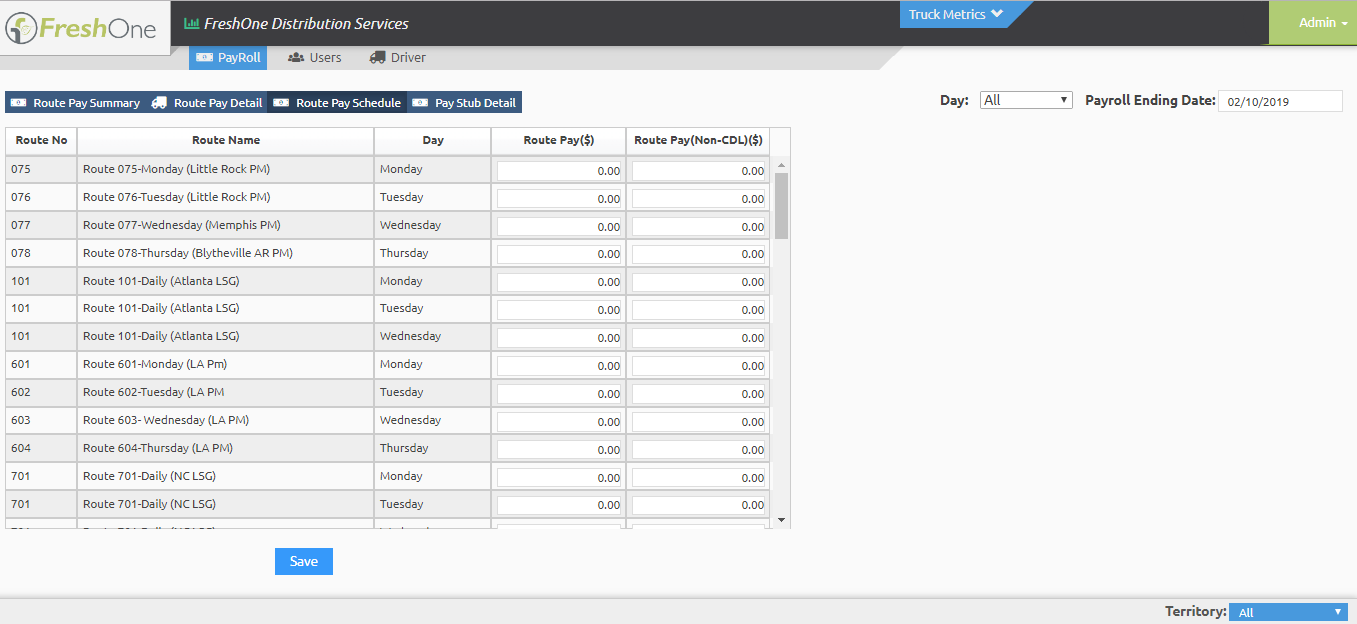 FreshOne
FreshOne Distribution Services
Truck Metrics
Admin
PayRoll Users Driver
Route Pay Summary Route Pay Detail Route Pay Schedule Pay Stub Detail
Day: All Payroll Ending Date: 02/10/2019
Route No Route Name Day Route Pay($) Route Pay(Non-CDL)($)
075 Route 075-Monday (Little Rock PM) Monday 0.00 0.00
076 Route 076-Tuesday (Little Rock PM) Tuesday 0.00 0.00
077 Route 077-Wednesday (Memphis PM) Wednesday 0.00 0.00
078 Route 078-Thursday (Blytheville AR PM) Thursday 0.00 0.00
101 Route 101-Daily (Atlanta LSG) Monday 0.00 0.00
101 Route 101-Daily (Atlanta LSG) Tuesday 0.00 0.00
101 Route 101-Daily (Atlanta LSG) Wednesday 0.00 0.00
601 Route 601-Monday (LA Pm) Monday 0.00 0.00
602 Route 602-Tuesday (LA PM Tuesday 0.00 0.00
603 Route 603- Wednesday (LA PM) Wednesday 0.00 0.00
604 Route 604-Thursday (LA PM) Thursday 0.00 0.00
701 Route 701-Daily (NC LSG) Monday 0.00 0.00
701 Route 701-Daily (NC LSG) Tuesday 0.00 0.00
Save
Territory: All